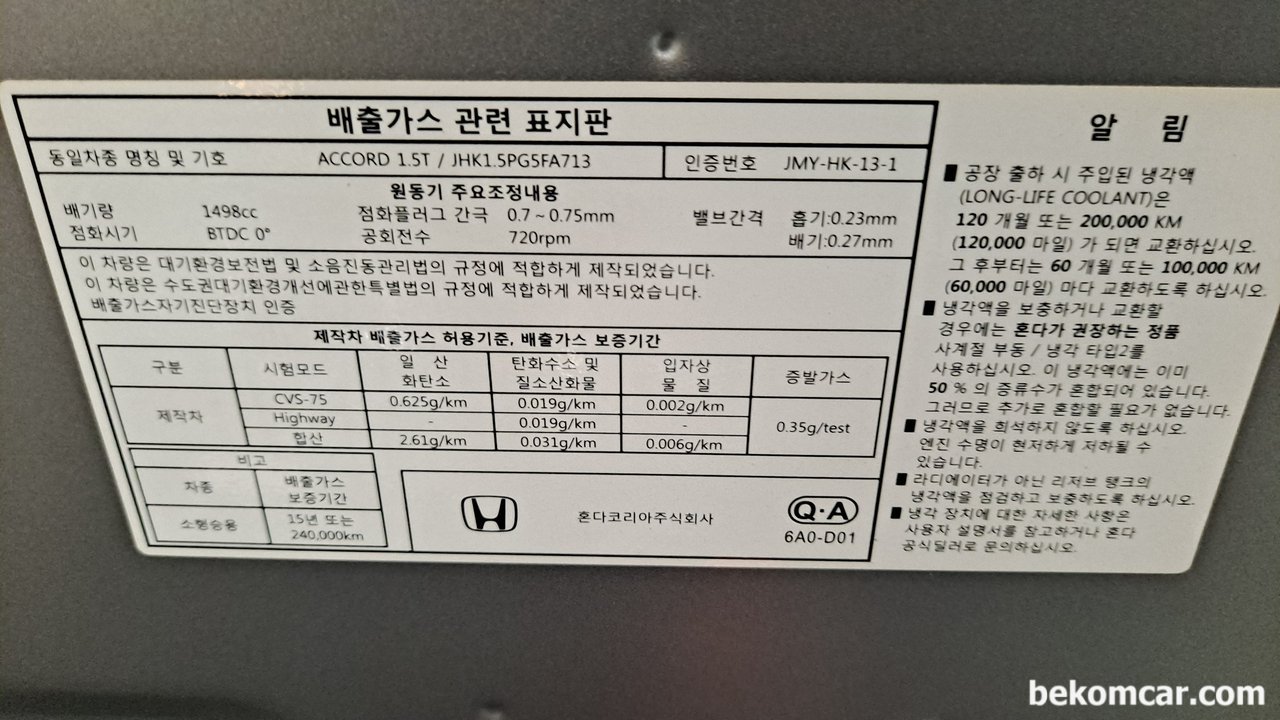 배출가스 관련 표지판
동일차종 명칭 및 기호 ACCORD 1.5T / JHK1.5PG5FA713 인증번호 JMY-HK-13-1
원동기 주요조정내용
배기량 1498cc 점화플러그 간극 0.7 ~ 0.75mm 밸브간격 흡기:0.23mm
점화시기 BTDC 0° 공회전수 720rpm 배기:0.27mm
이 차량은 대기환경보전법 및 소음진동관리법의 규정에 적합하게 제작되었습니다.
이 차량은 수도권대기환경개선에관한특별법의 규정에 적합하게 제작되었습니다.
배출가스자기진단장치 인증
제작차 배출가스 허용기준, 배출가스 보증기간
구분 시험모드 일 산 탄화수소 및 입자상 증발가스
화탄소 질소산화물 물 질
제작차 CVS-75 0.625g/km 0.019g/km 0.002g/km 0.35g/test
Highway - 0.019g/km -
합산 2.61g/km 0.031g/km 0.006g/km
비고
차종 배출가스
보증기간
소형승용 15년 또는
240,000km
혼다코리아주식회사
Q·A
6A0-D01
알 림
■ 공장 출하 시 주입된 냉각액
(LONG-LIFE COOLANT)은
120 개월 또는 200,000 KM
(120,000 마일) 가 되면 교환하십시오.
그 후부터는 60 개월 또는 100,000 KM
(60,000 마일) 마다 교환하도록 하십시오.
■ 냉각액을 보충하거나 교환할
경우에는 혼다가 권장하는 정품
사계절 부동 / 냉각 타입2를
사용하십시오. 이 냉각액에는 이미
50 % 의 증류수가 혼합되어 있습니다.
그러므로 추가로 혼합할 필요가 없습니다.
■ 냉각액을 희석하지 않도록 하십시오.
엔진 수명이 현저하게 저하될 수
있습니다.
■ 라디에이터가 아닌 리저브 탱크의
냉각액을 점검하고 보충하도록 하십시오.
■ 냉각 장치에 대한 자세한 사항은
사용자 설명서를 참고하거나 혼다
공식딜러로 문의하십시오.
bekomcar.com